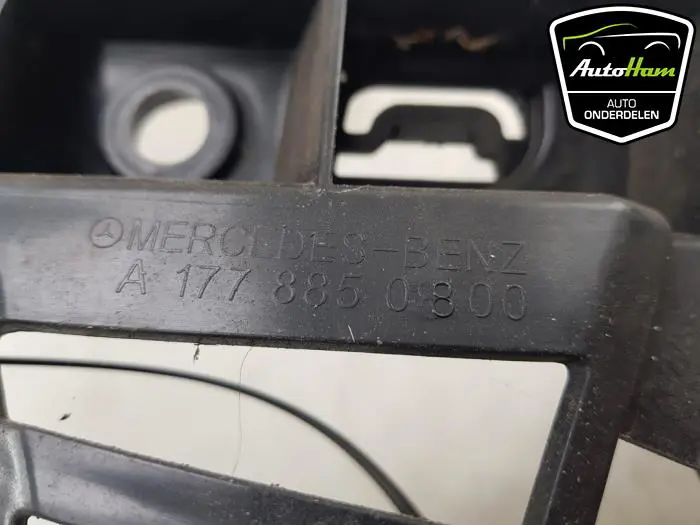 AutoHam
AUTO
ONDERDELEN
MERCEDES-BENZ
A 177 885 0800